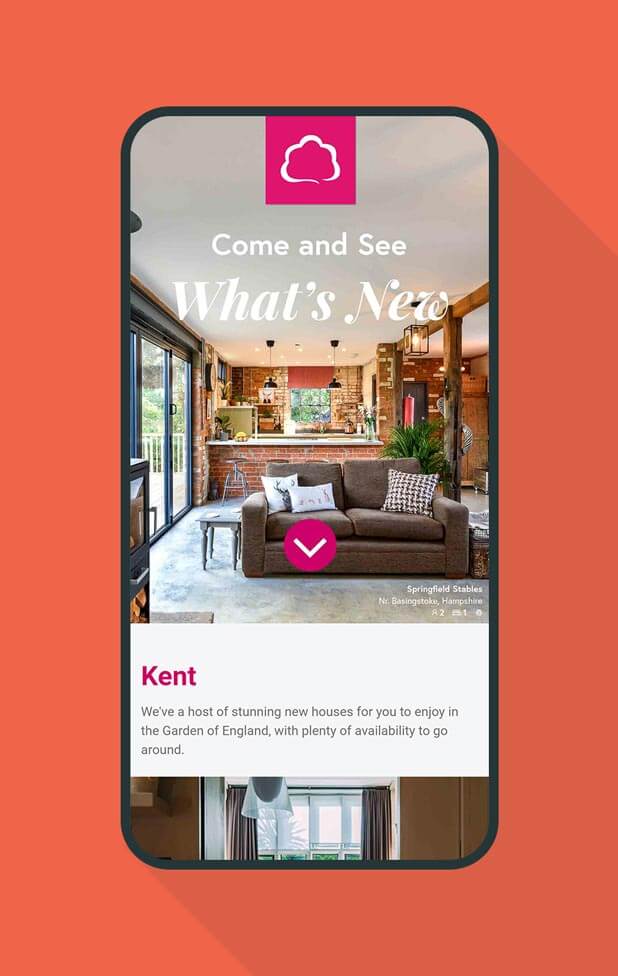 Come and See
What's New
Springfield Stables
Nr. Basingstoke, Hampshire
2 1
Kent
We've a host of stunning new houses for you to enjoy in
the Garden of England, with plenty of availability to go
around.